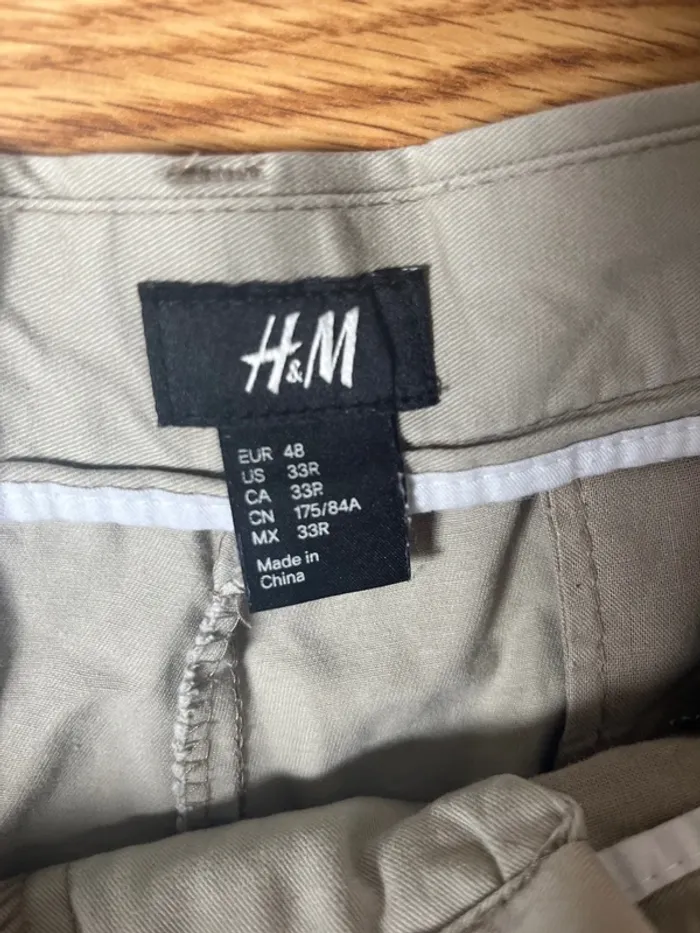 H&M
EUR 48
US 33R
CA 33R
CN 175/84A
MX 33R
Made in
China